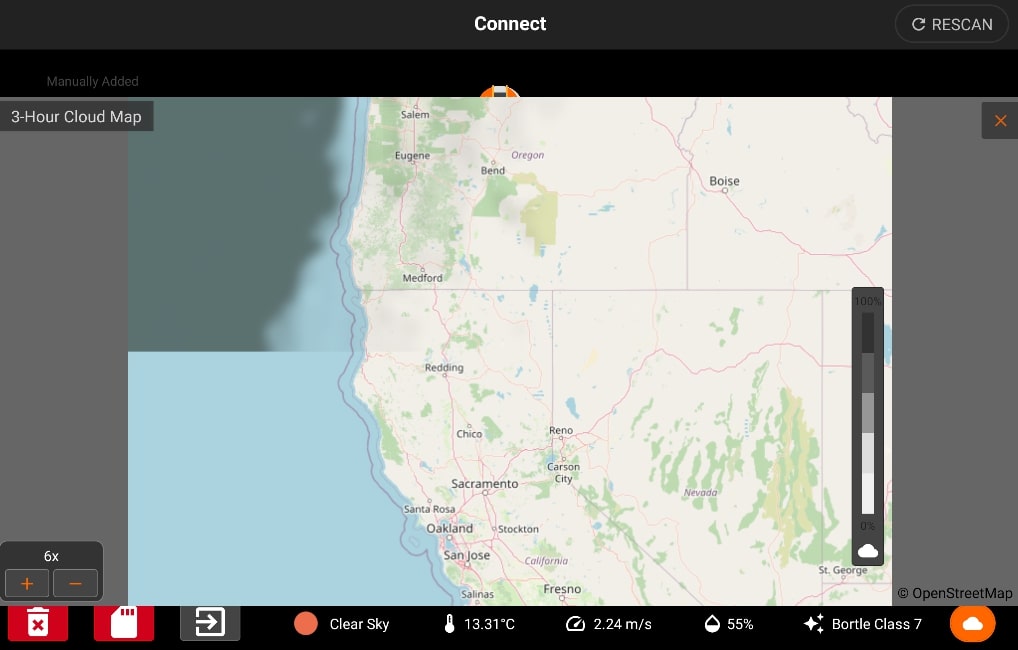 Connect
RESCAN
Manually Added
3-Hour Cloud Map
Salem
Eugene
Oregon
Bend
Boise
Medford
100%
Redding
Chico
Reno
Carson
City
Sacramento
Nevada
Santa Rosa
Oakland
Stockton
0%
San Jose
California
6x
St. George
Salinas
Fresno
© OpenStreetMap
Clear Sky
13.31°C
2.24 m/s
55%
Bortle Class 7